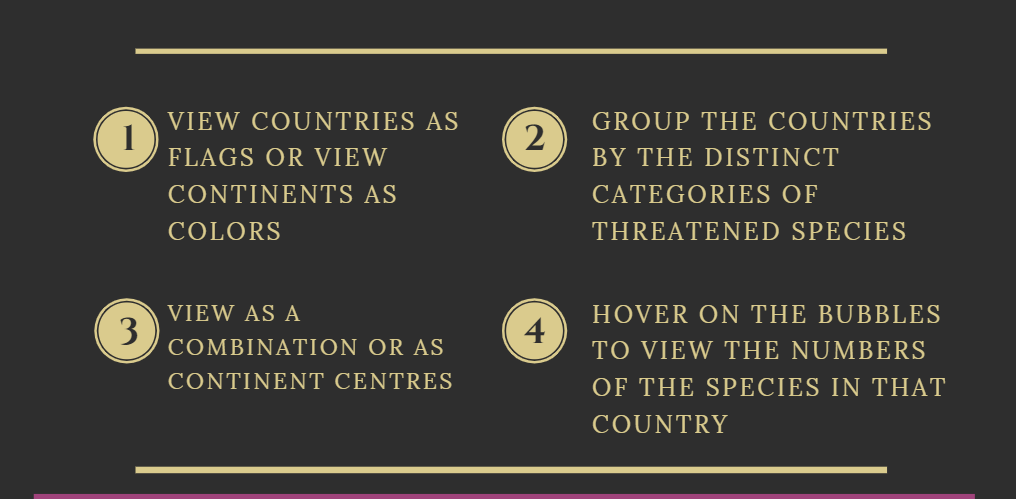 1
VIEW COUNTRIES AS
FLAGS OR VIEW
CONTINENTS AS
COLORS
2
GROUP THE COUNTRIES
BY THE DISTINCT
CATEGORIES OF
THREATENED SPECIES
3
VIEW AS A
COMBINATION OR AS
CONTINENT CENTRES
4
HOVER ON THE BUBBLES
TO VIEW THE NUMBERS
OF THE SPECIES IN THAT
COUNTRY